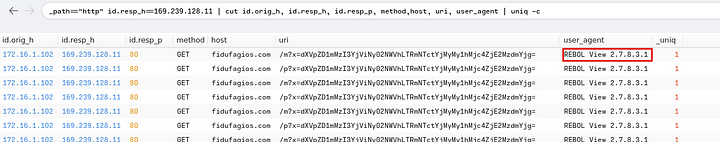 _path=="http" id.resp_h==169.239.128.11 | cut id.orig_h, id.resp_h, id.resp_p, method,host, uri, user_agent | uniq -c
id.orig_h id.resp_h id.resp_p method host uri user_agent _uniq
172.16.1.102 169.239.128.11 80 GET fidufagios.com /m?x=dXVpZD1mMzI3YjViNy02NWVhLTRmNTctYjMyMy1hMjc4ZjE2MzdmYjg= REBOL View 2.7.8.3.1 1
172.16.1.102 169.239.128.11 80 GET fidufagios.com /m?x=dXVpZD1mMzI3YjViNy02NWVhLTRmNTctYjMyMy1hMjc4ZjE2MzdmYjg= REBOL View 2.7.8.3.1 1
172.16.1.102 169.239.128.11 80 GET fidufagios.com /m?x=dXVpZD1mMzI3YjViNy02NWVhLTRmNTctYjMyMy1hMjc4ZjE2MzdmYjg= REBOL View 2.7.8.3.1 1
172.16.1.102 169.239.128.11 80 GET fidufagios.com /m?x=dXVpZD1mMzI3YjViNy02NWVhLTRmNTctYjMyMy1hMjc4ZjE2MzdmYjg= REBOL View 2.7.8.3.1 1
172.16.1.102 169.239.128.11 80 GET fidufagios.com /m?x=dXVpZD1mMzI3YjViNy02NWVhLTRmNTctYjMyMy1hMjc4ZjE2MzdmYjg= REBOL View 2.7.8.3.1 1
172.16.1.102 169.239.128.11 80 GET fidufagios.com /m?x=dXVpZD1mMzI3YjViNy02NWVhLTRmNTctYjMyMy1hMjc4ZjE2MzdmYjg= REBOL View 2.7.8.3.1 1